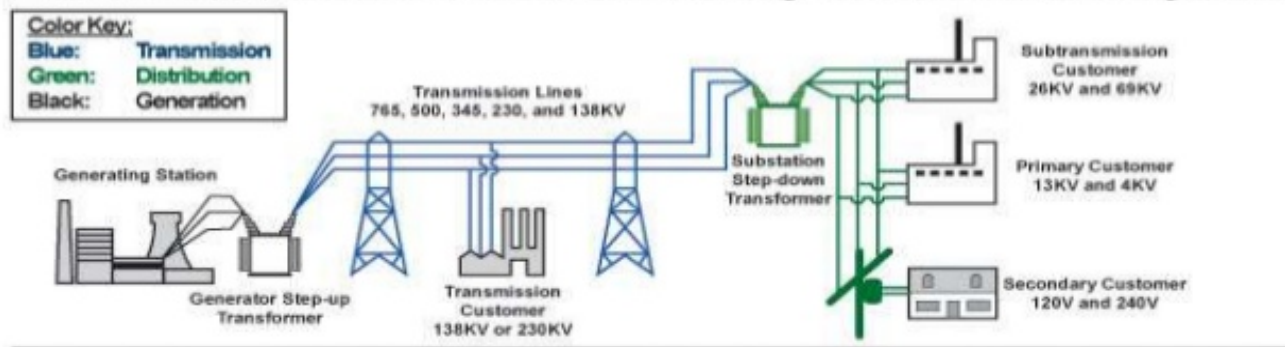 Color Key:
Blue: Transmission
Green: Distribution
Black: Generation
Transmission Lines
765, 500, 345, 230, and 138KV
Generating Station
Generator Step-up
Transformer
Transmission
Customer
138KV or 230KV
Substation
Step-down
Transformer
Subtransmission
Customer
26KV and 69KV
Primary Customer
13KV and 4KV
Secondary Customer
120V and 240V